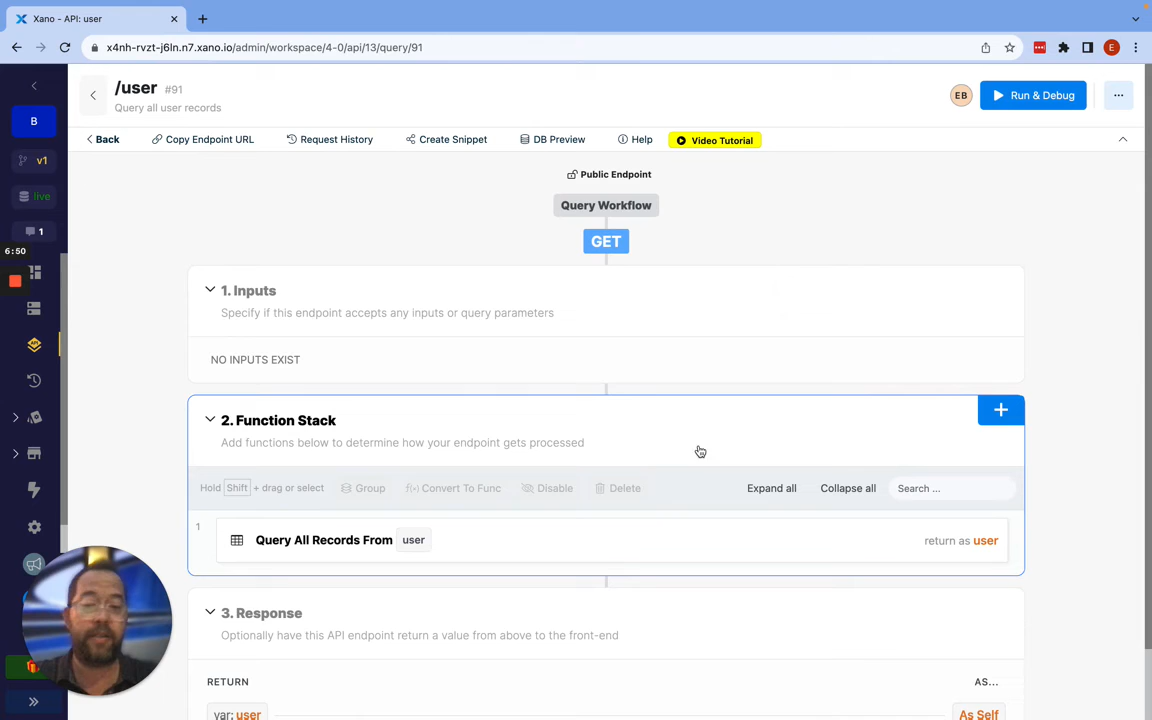 Xano - API: user
x4nh-rvzt-j6ln.n7.xano.io/admin/workspace/4-0/api/13/query/91
E
B
/user #91
Query all user records
EB
Run & Debug
Back
Copy Endpoint URL
Request History
Create Snippet
DB Preview
Help
Video Tutorial
v1
live
1
6:50
Public Endpoint
Query Workflow
GET
1. Inputs
Specify if this endpoint accepts any inputs or query parameters
NO INPUTS EXIST
2. Function Stack
Add functions below to determine how your endpoint gets processed
Hold Shift + drag or select
Group
Convert To Func
Disable
Delete
Expand all
Collapse all
Search ...
1
Query All Records From user
return as user
3. Response
Optionally have this API endpoint return a value from above to the front-end
RETURN
AS...
var: user
As Self